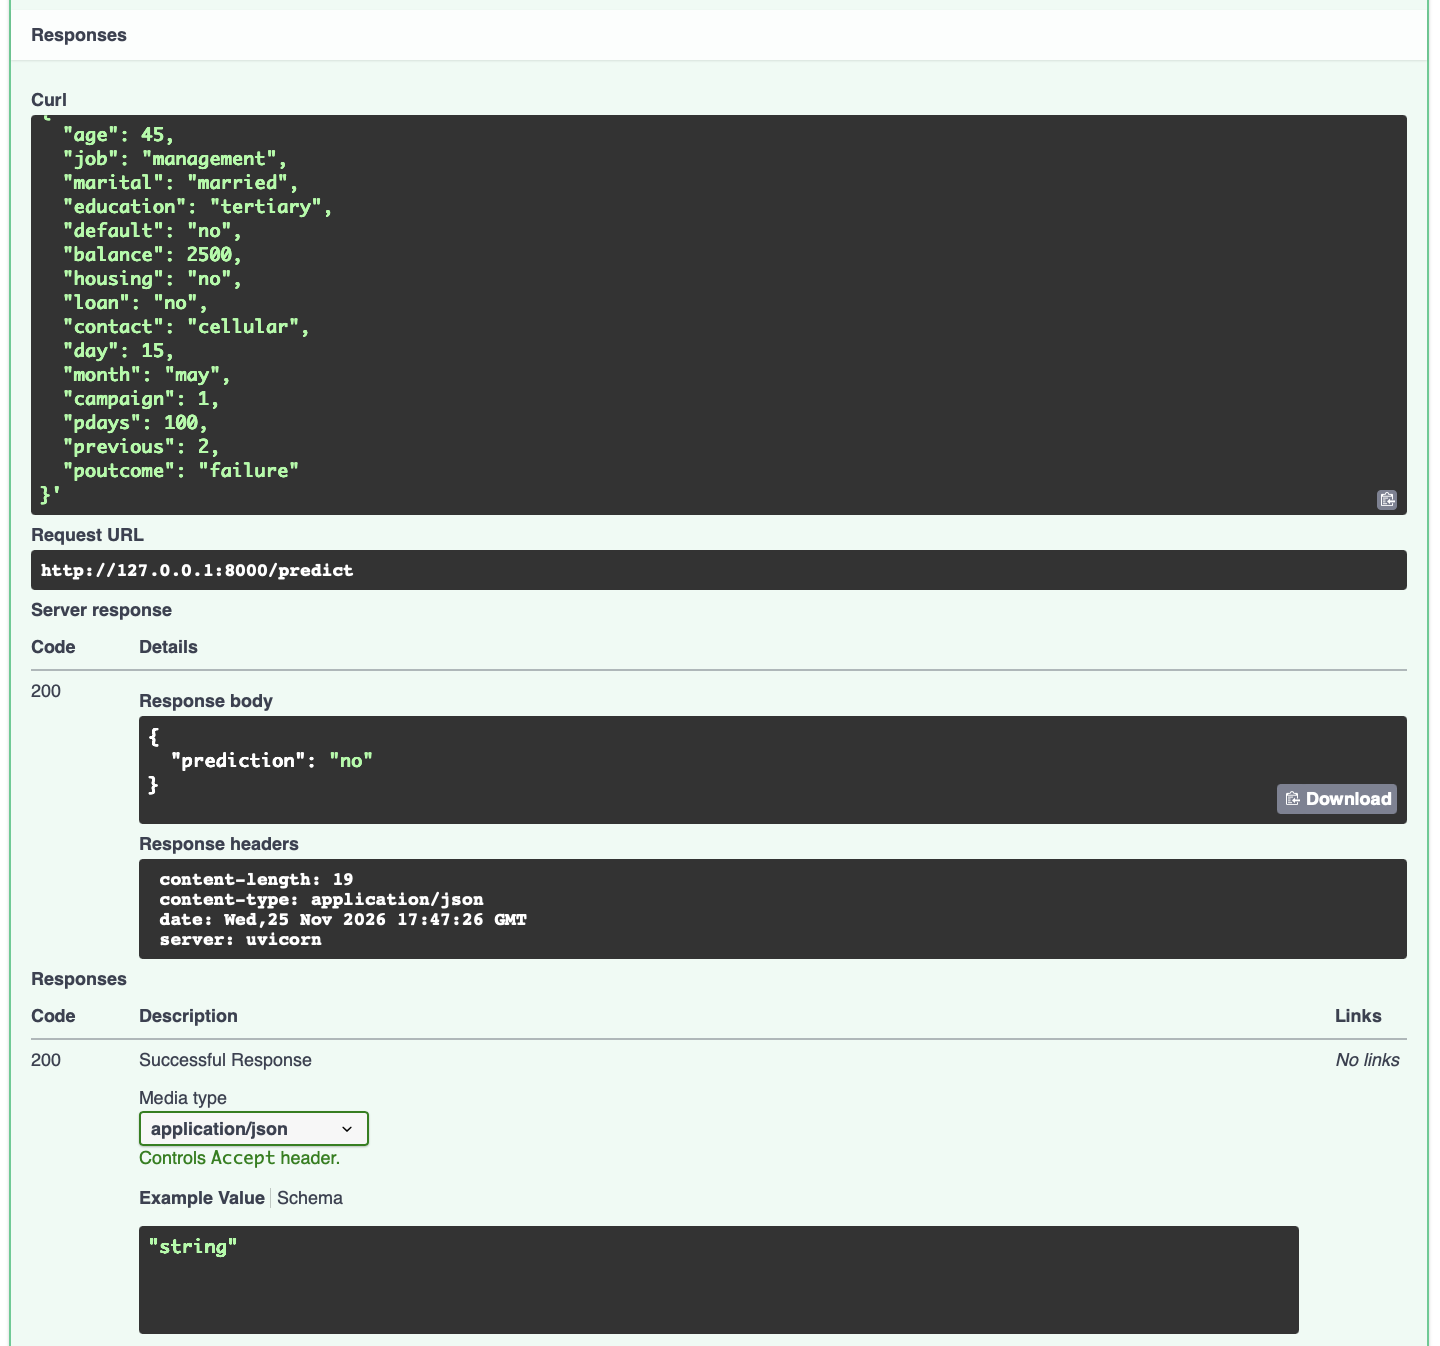 Responses
Curl
{
  "age": 45,
  "job": "management",
  "marital": "married",
  "education": "tertiary",
  "default": "no",
  "balance": 2500,
  "housing": "no",
  "loan": "no",
  "contact": "cellular",
  "day": 15,
  "month": "may",
  "campaign": 1,
  "pdays": 100,
  "previous": 2,
  "poutcome": "failure"
}'
Request URL
http://127.0.0.1:8000/predict
Server response
Code Details
200
Response body
{
  "prediction": "no"
}
Download
Response headers
content-length: 19
content-type: application/json
date: Wed,25 Nov 2026 17:47:26 GMT
server: uvicorn
Responses
Code Description Links
200 Successful Response No links
Media type
application/json
Controls Accept header.
Example Value Schema
"string"